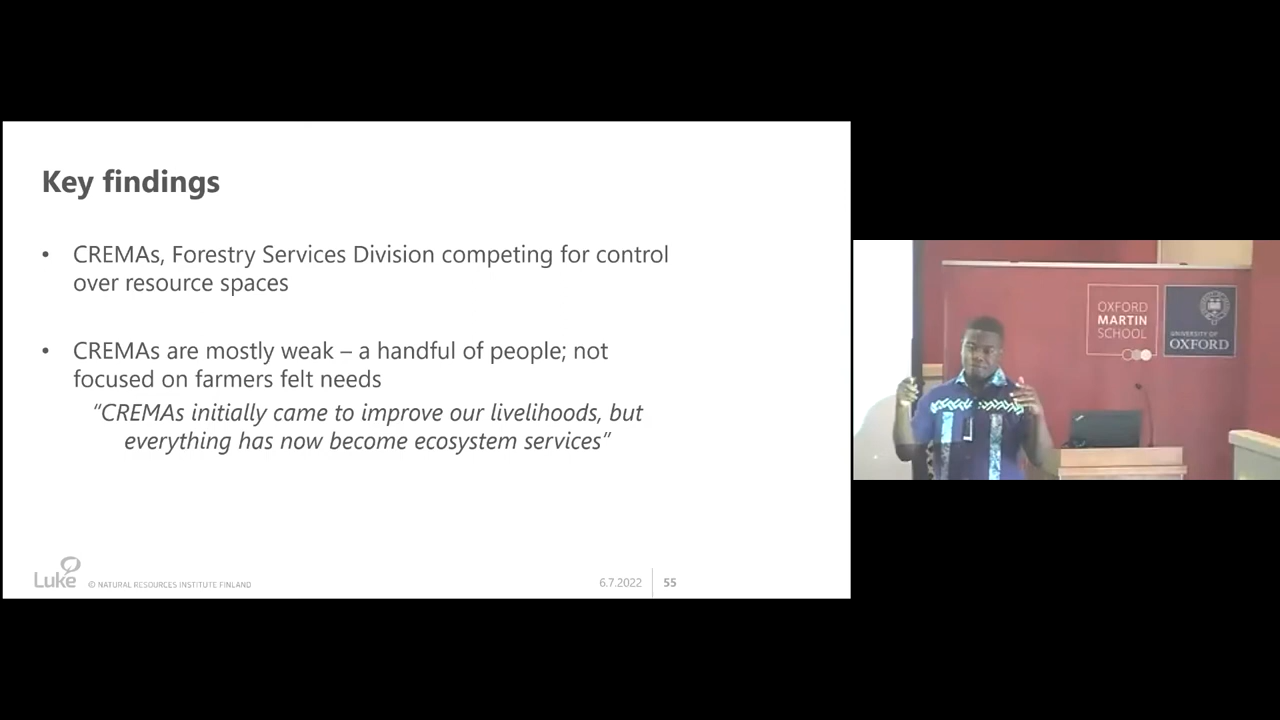 Key findings
• CREMAs, Forestry Services Division competing for control
over resource spaces
• CREMAs are mostly weak – a handful of people; not
focused on farmers felt needs
“CREMAs initially came to improve our livelihoods, but
everything has now become ecosystem services”
Luke
© NATURAL RESOURCES INSTITUTE FINLAND
6.7.2022
55
OXFORD
MARTIN
SCHOOL
UNIVERSITY OF
OXFORD